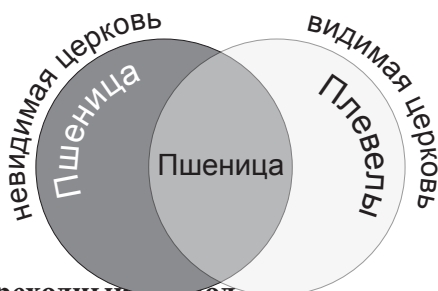 невидимая церковь
видимая церковь
Пшеница
Пшеница
Плевелы